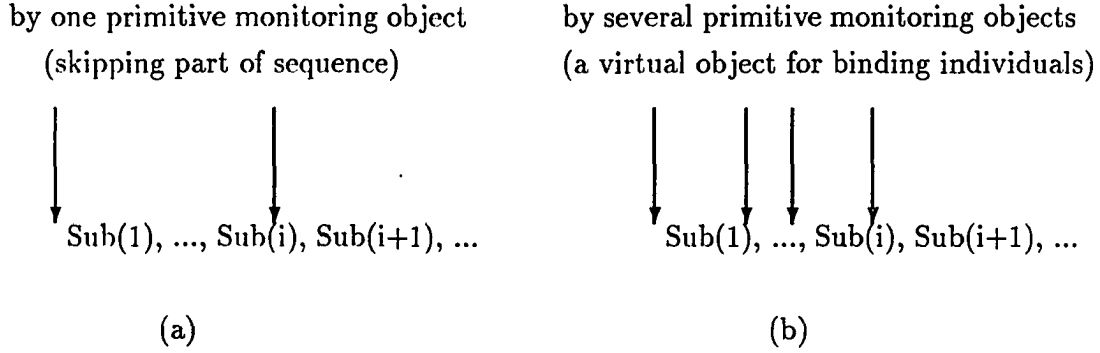 by one primitive monitoring object
(skipping part of sequence)
Sub(1), ..., Sub(i), Sub(i+1), ...
(a)
by several primitive monitoring objects
(a virtual object for binding individuals)
Sub(1), ..., Sub(i), Sub(i+1), ...
(b)